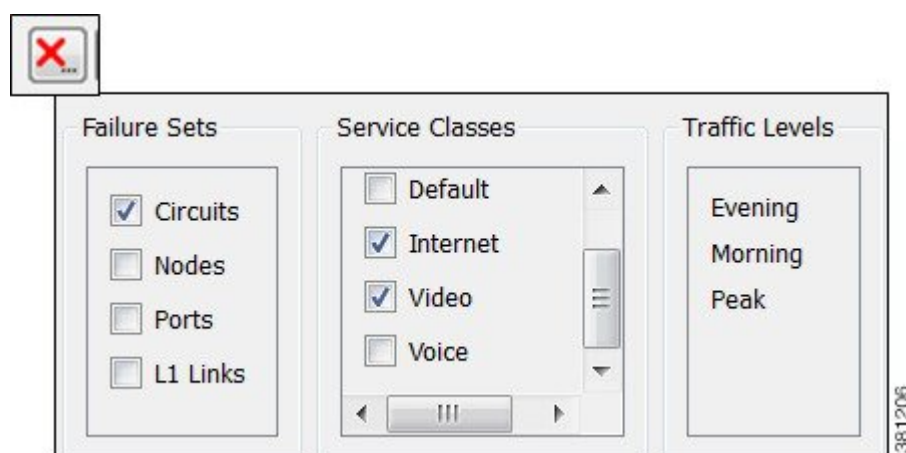 Failure Sets
Circuits
Nodes
Ports
L1 Links
Service Classes
Default
Internet
Video
Voice
Traffic Levels
Evening
Morning
Peak
381206